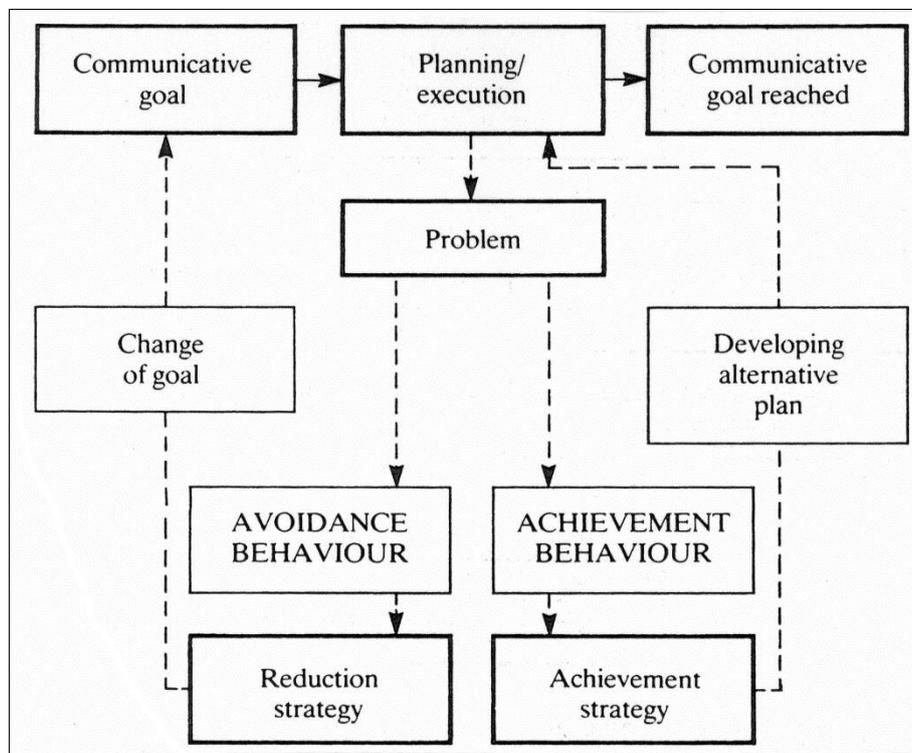 Communicative
goal
Planning/
execution
Communicative
goal reached
Problem
Change
of goal
Developing
alternative
plan
AVOIDANCE
BEHAVIOUR
ACHIEVEMENT
BEHAVIOUR
Reduction
strategy
Achievement
strategy